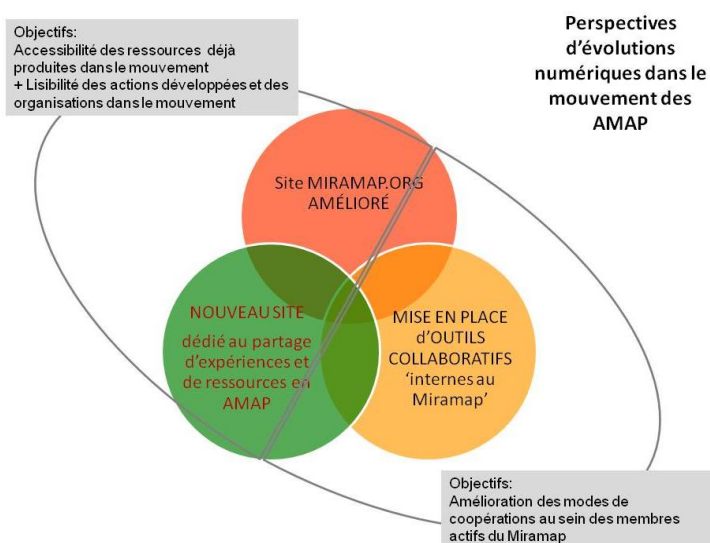 Objectifs:
Accessibilité des ressources déjà
produites dans le mouvement
+ Lisibilité des actions développées et des
organisations dans le mouvement
Perspectives
d'évolutions
numériques dans le
mouvement des
AMAP
Site MIRAMAP.ORG
AMÉLIORÉ
NOUVEAU SITE
dédié au partage
d'expériences et
de ressources en
AMAP
MISE EN PLACE
d'OUTILS
COLLABORATIFS
'internes au
Miramap'
Objectifs:
Amélioration des modes de
coopérations au sein des membres
actifs du Miramap